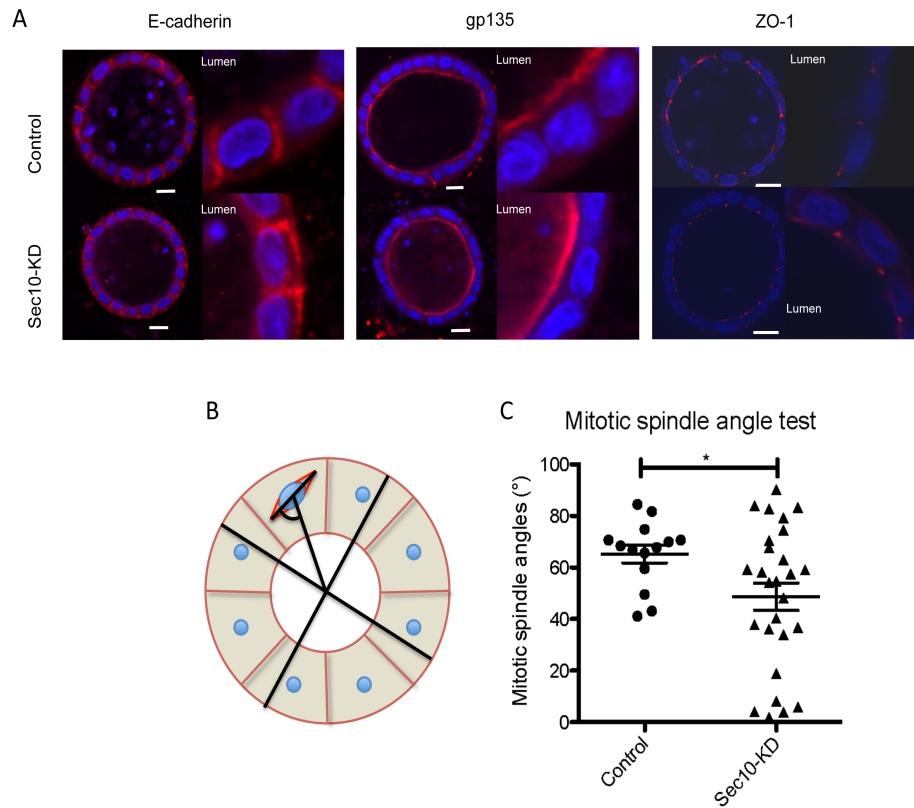 A
E-cadherin
gp135
ZO-1
Control
Lumen
Lumen
Lumen
Sec10-KD
Lumen
Lumen
Lumen
B
C
Mitotic spindle angle test
Mitotic spindle angles (°)
100
80
60
40
20
0
*
Control
Sec10-KD